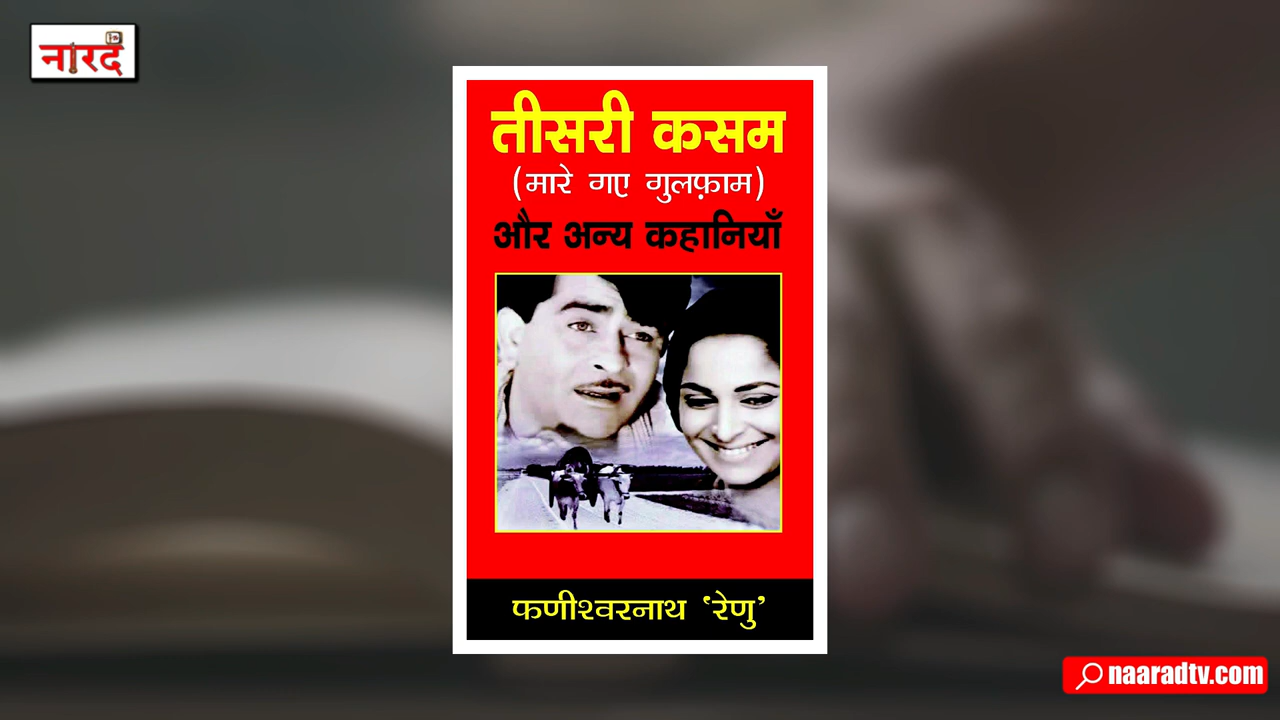 नारद
तीसरी कसम
(मारे गए गुलफ़ाम)
और अन्य कहानियाँ
फणीश्वरनाथ ‘रेणु’
naaradtv.com